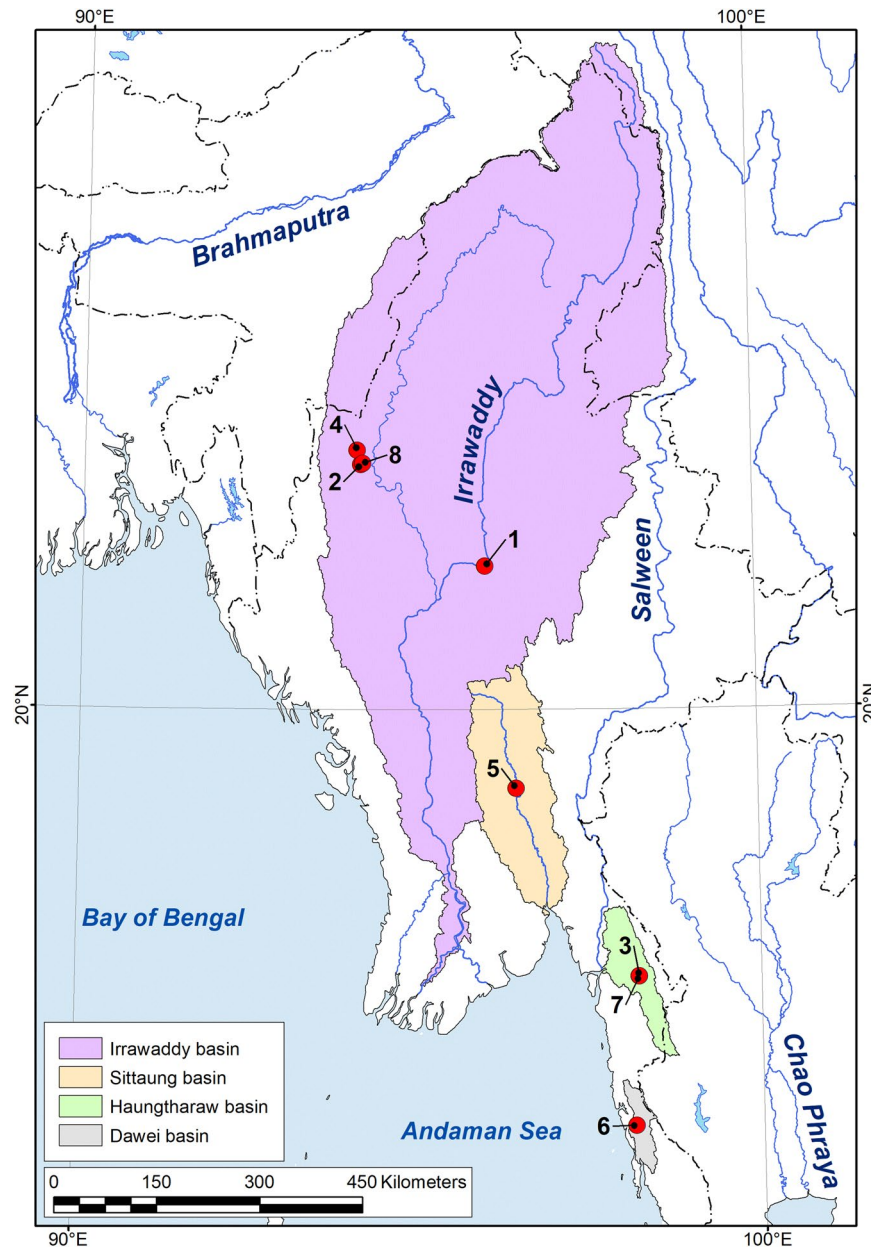 90°E
100°E
Brahmaputra
Irrawaddy
4
8
2
1
Salween
20°N
20°N
5
Bay of Bengal
3
7
Irrawaddy basin
Sittaung basin
Haungtharaw basin
Dawei basin
Andaman Sea
6
Chao Phraya
0 150 300 450 Kilometers
90°E
100°E